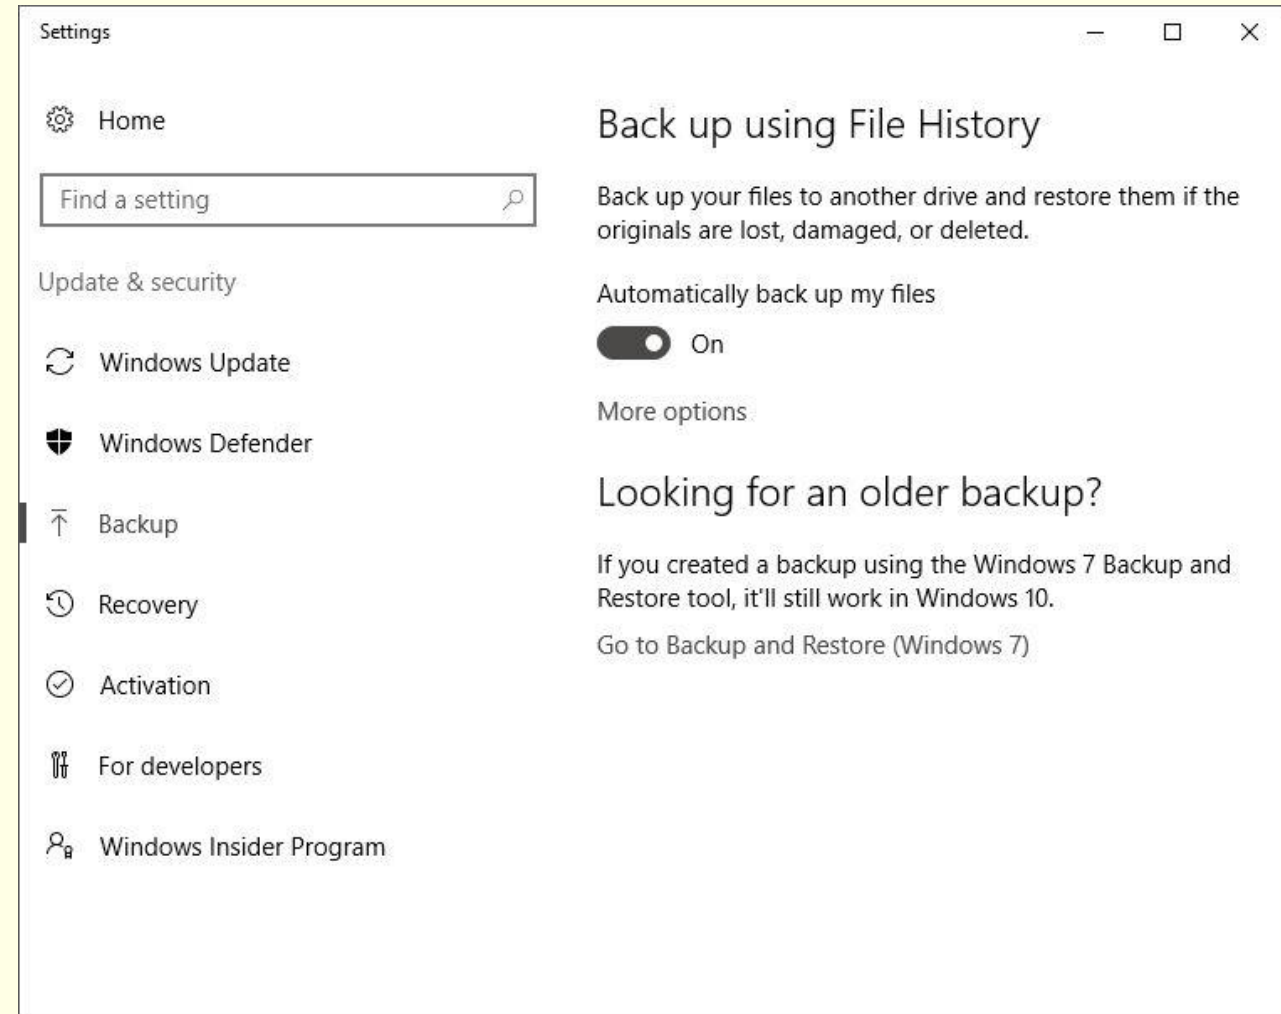 Settings
Home
Find a setting
Update & security
Windows Update
Windows Defender
Backup
Recovery
Activation
For developers
Windows Insider Program
Back up using File History
Back up your files to another drive and restore them if the
originals are lost, damaged, or deleted.
Automatically back up my files
On
More options
Looking for an older backup?
If you created a backup using the Windows 7 Backup and
Restore tool, it'll still work in Windows 10.
Go to Backup and Restore (Windows 7)